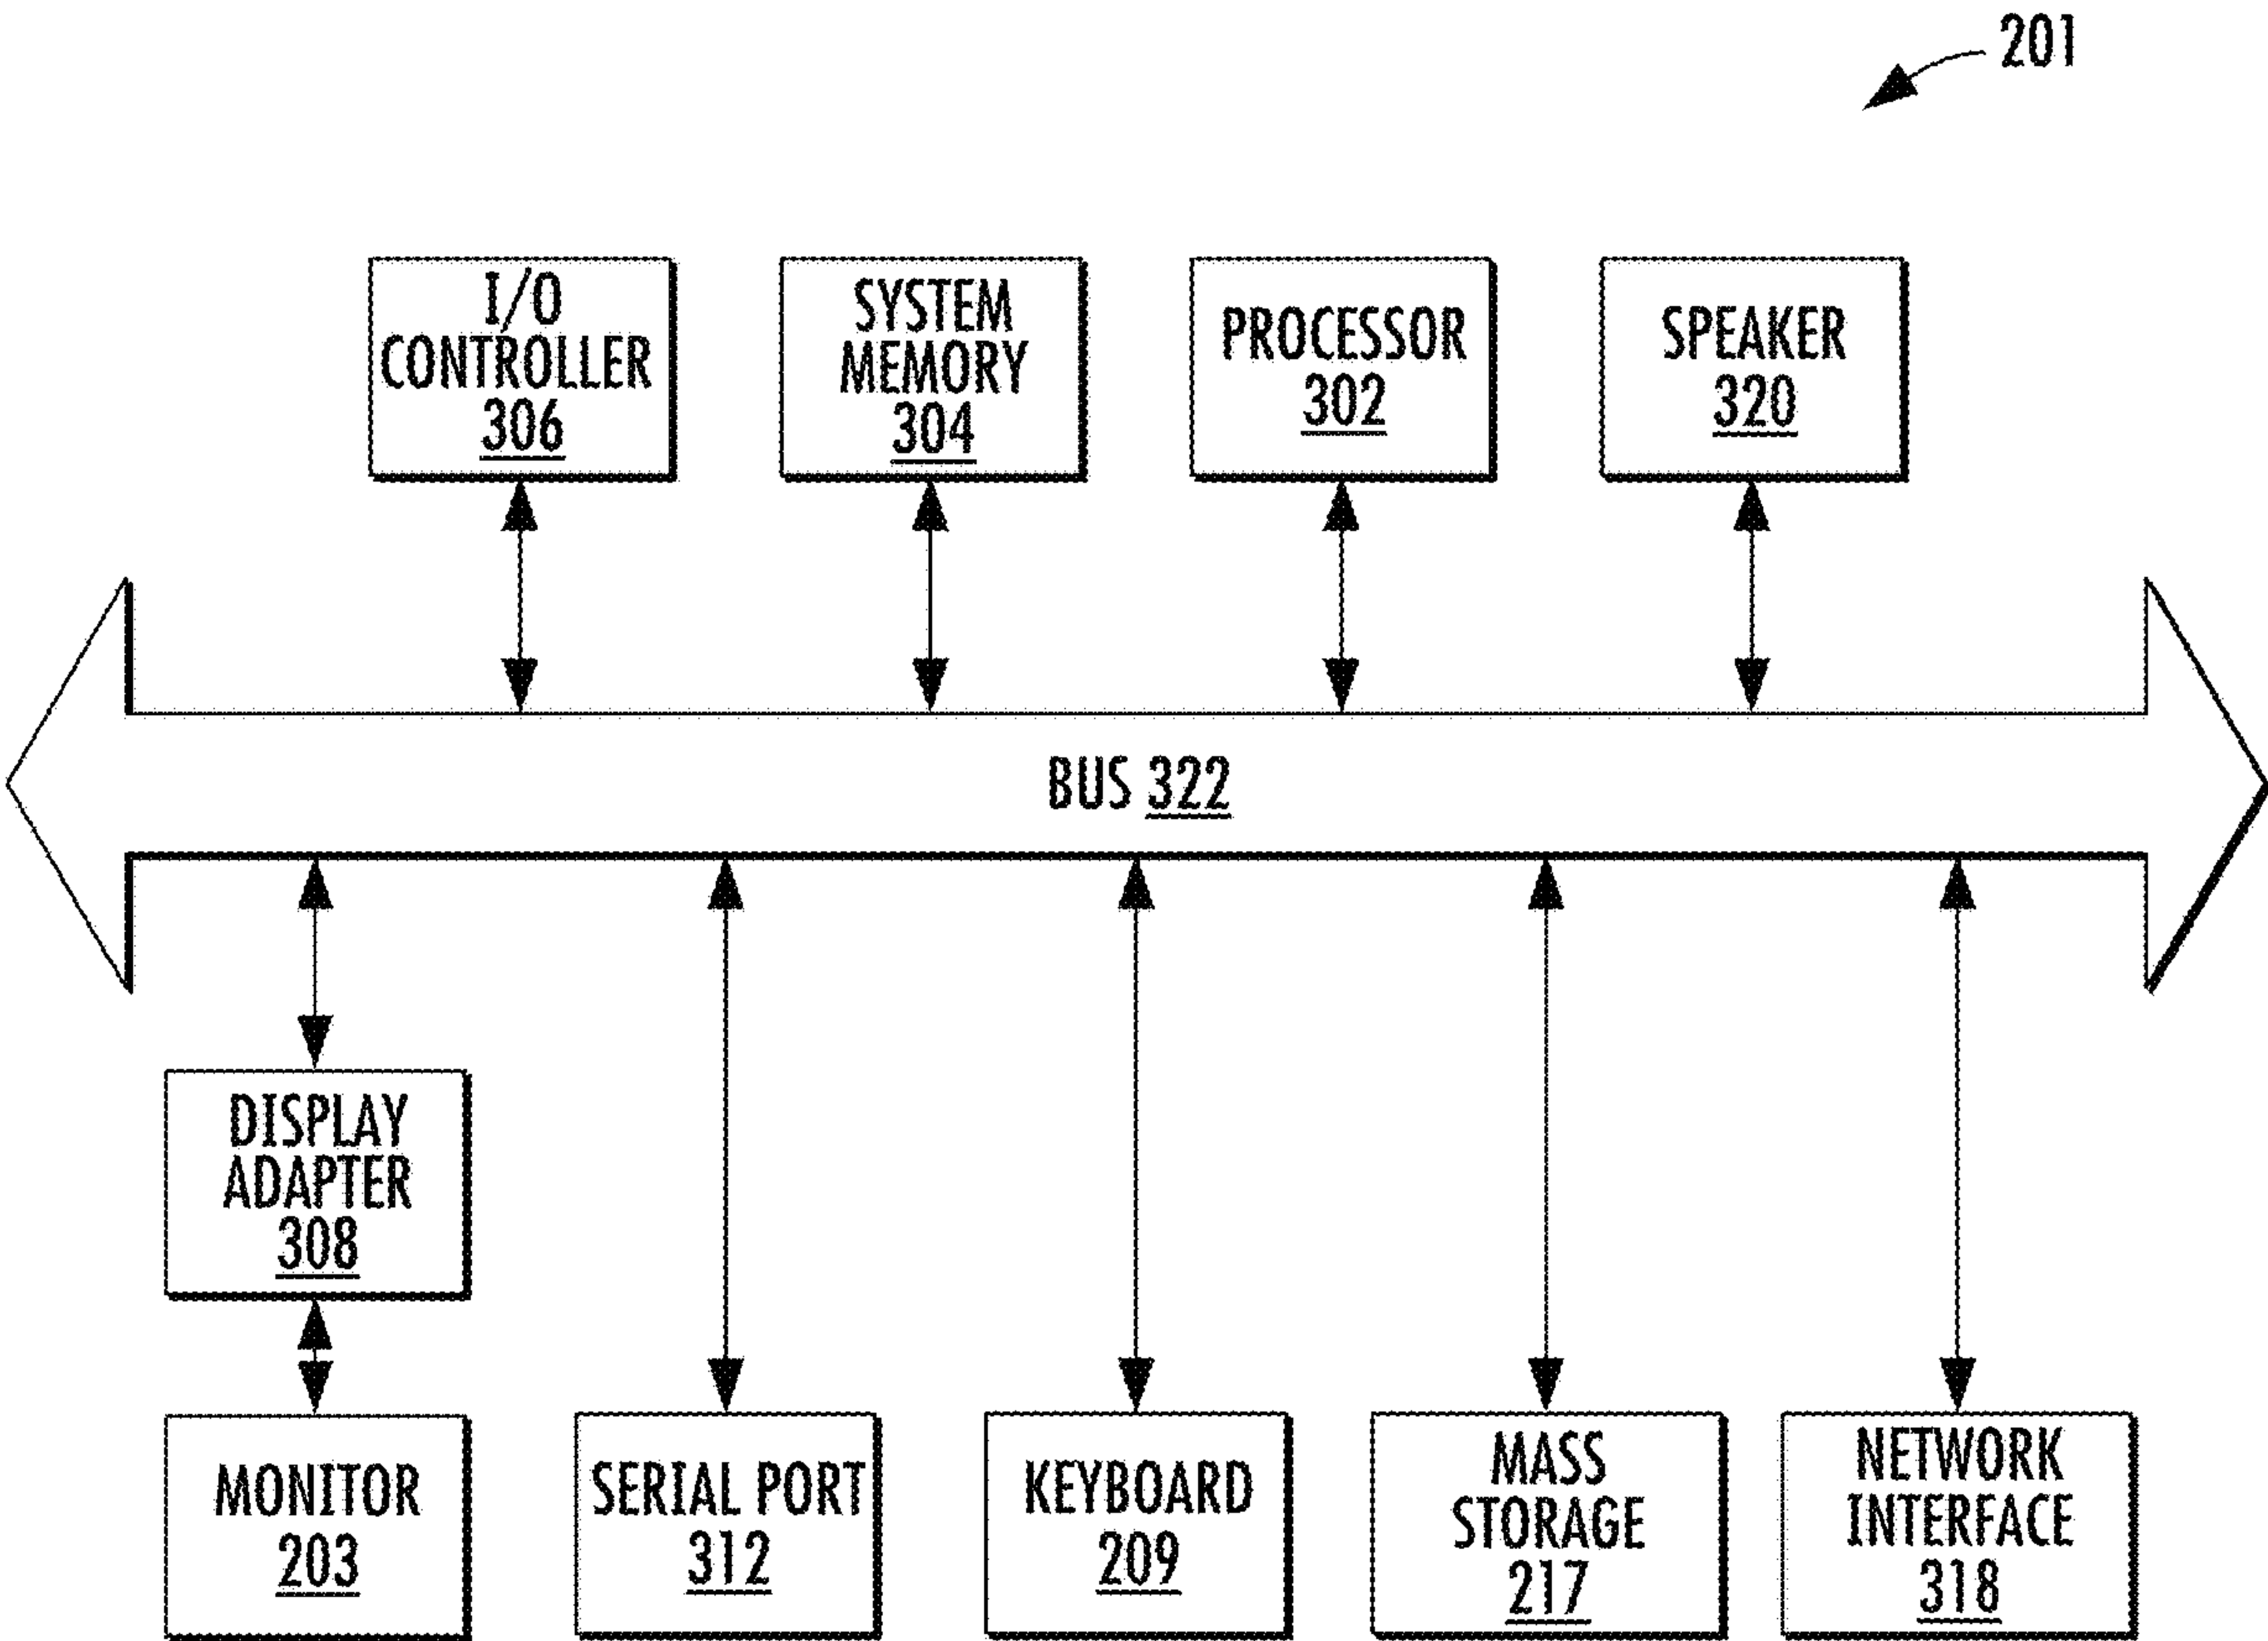 201
I/O
CONTROLLER
306
SYSTEM
MEMORY
304
PROCESSOR
302
SPEAKER
320
BUS 322
DISPLAY
ADAPTER
308
MONITOR
203
SERIAL PORT
312
KEYBOARD
209
MASS
STORAGE
217
NETWORK
INTERFACE
318